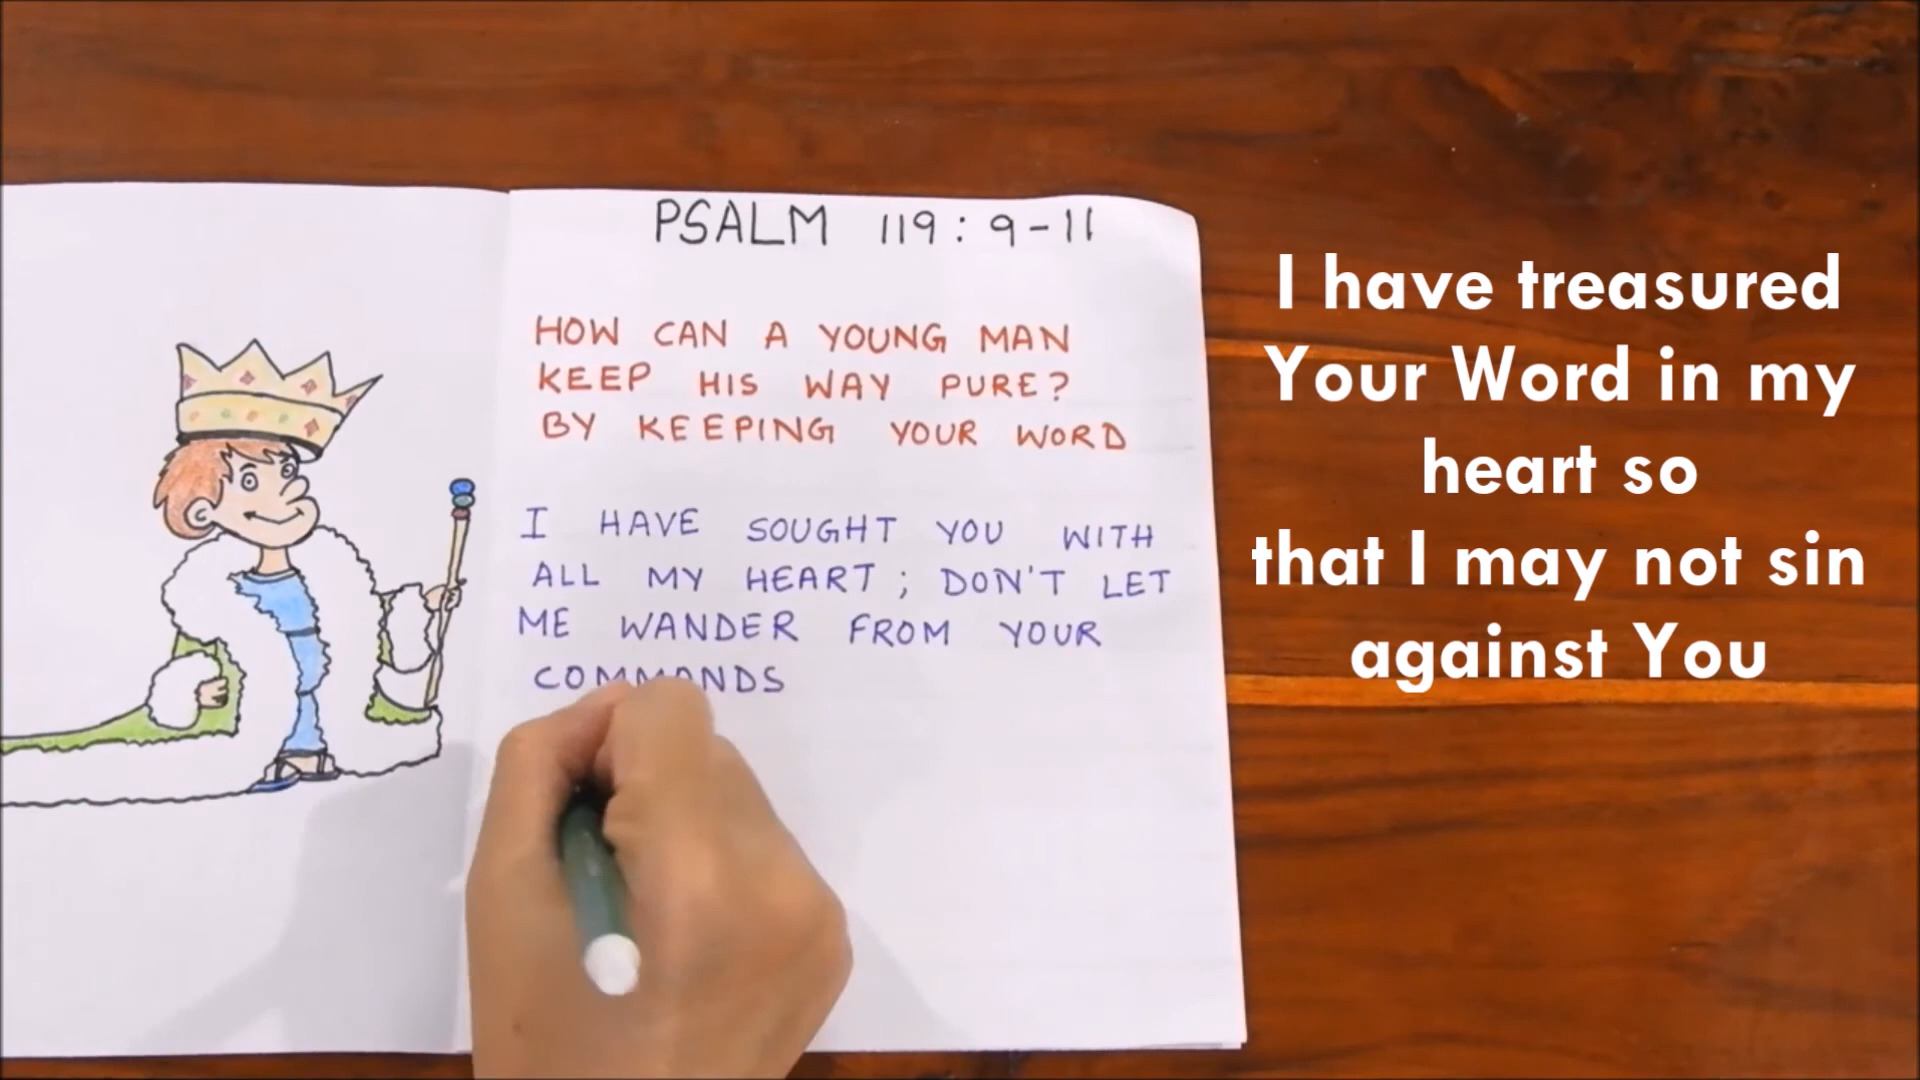 PSALM 119:9-11
HOW CAN A YOUNG MAN
KEEP HIS WAY PURE?
BY KEEPING YOUR WORD
I HAVE SOUGHT YOU WITH
ALL MY HEART; DON'T LET
ME WANDER FROM YOUR
COMMANDS
I have treasured
Your Word in my
heart so
that I may not sin
against You